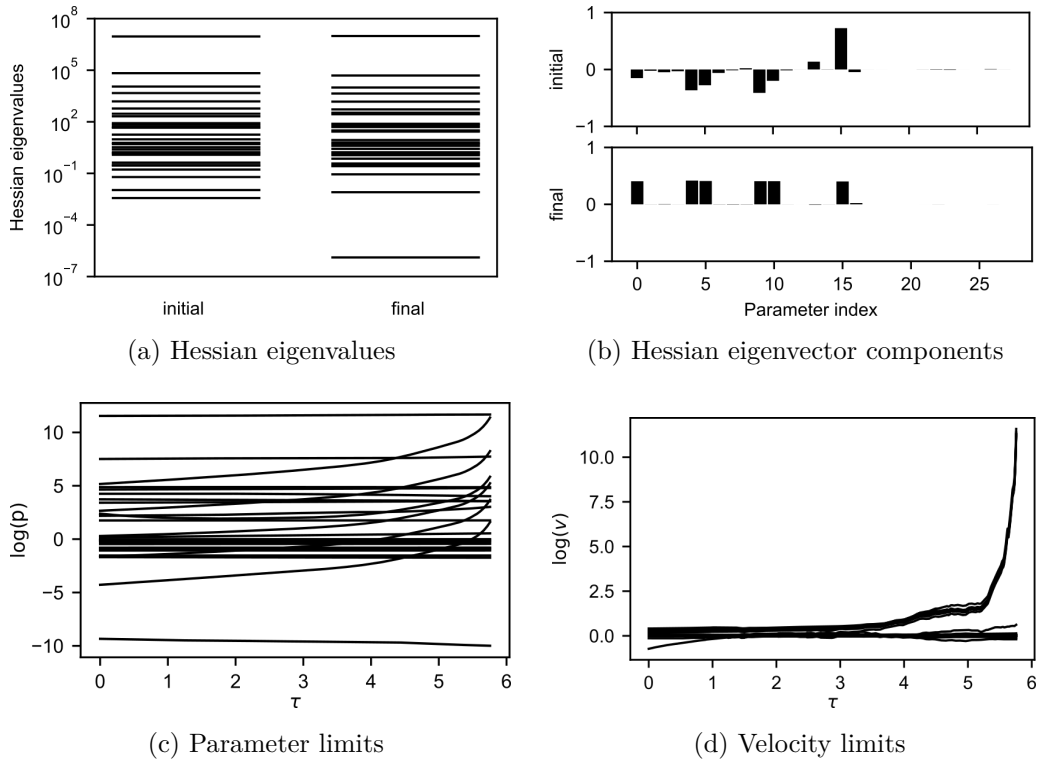 Hessian eigenvalues
10^8
10^5
10^2
10^-1
10^-4
10^-7
initial final
(a) Hessian eigenvalues
initial
1
0
−1
final
1
0
−1
0 5 10 15 20 25
Parameter index
(b) Hessian eigenvector components
log(p)
10
5
0
−5
−10
0 1 2 3 4 5 6
τ
(c) Parameter limits
log(v)
10.0
7.5
5.0
2.5
0.0
0 1 2 3 4 5 6
τ
(d) Velocity limits